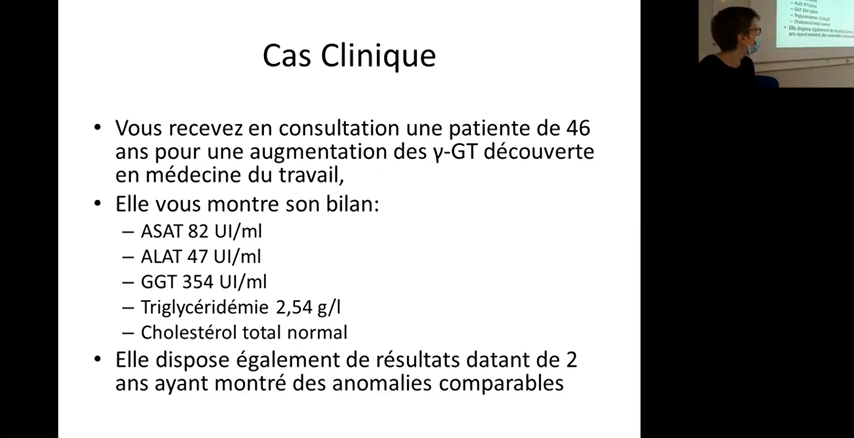 Cas Clinique
• Vous recevez en consultation une patiente de 46
ans pour une augmentation des γ-GT découverte
en médecine du travail,
• Elle vous montre son bilan:
– ASAT 82 UI/ml
– ALAT 47 UI/ml
– GGT 354 UI/ml
– Triglycéridémie 2,54 g/l
– Cholestérol total normal
• Elle dispose également de résultats datant de 2
ans ayant montré des anomalies comparables